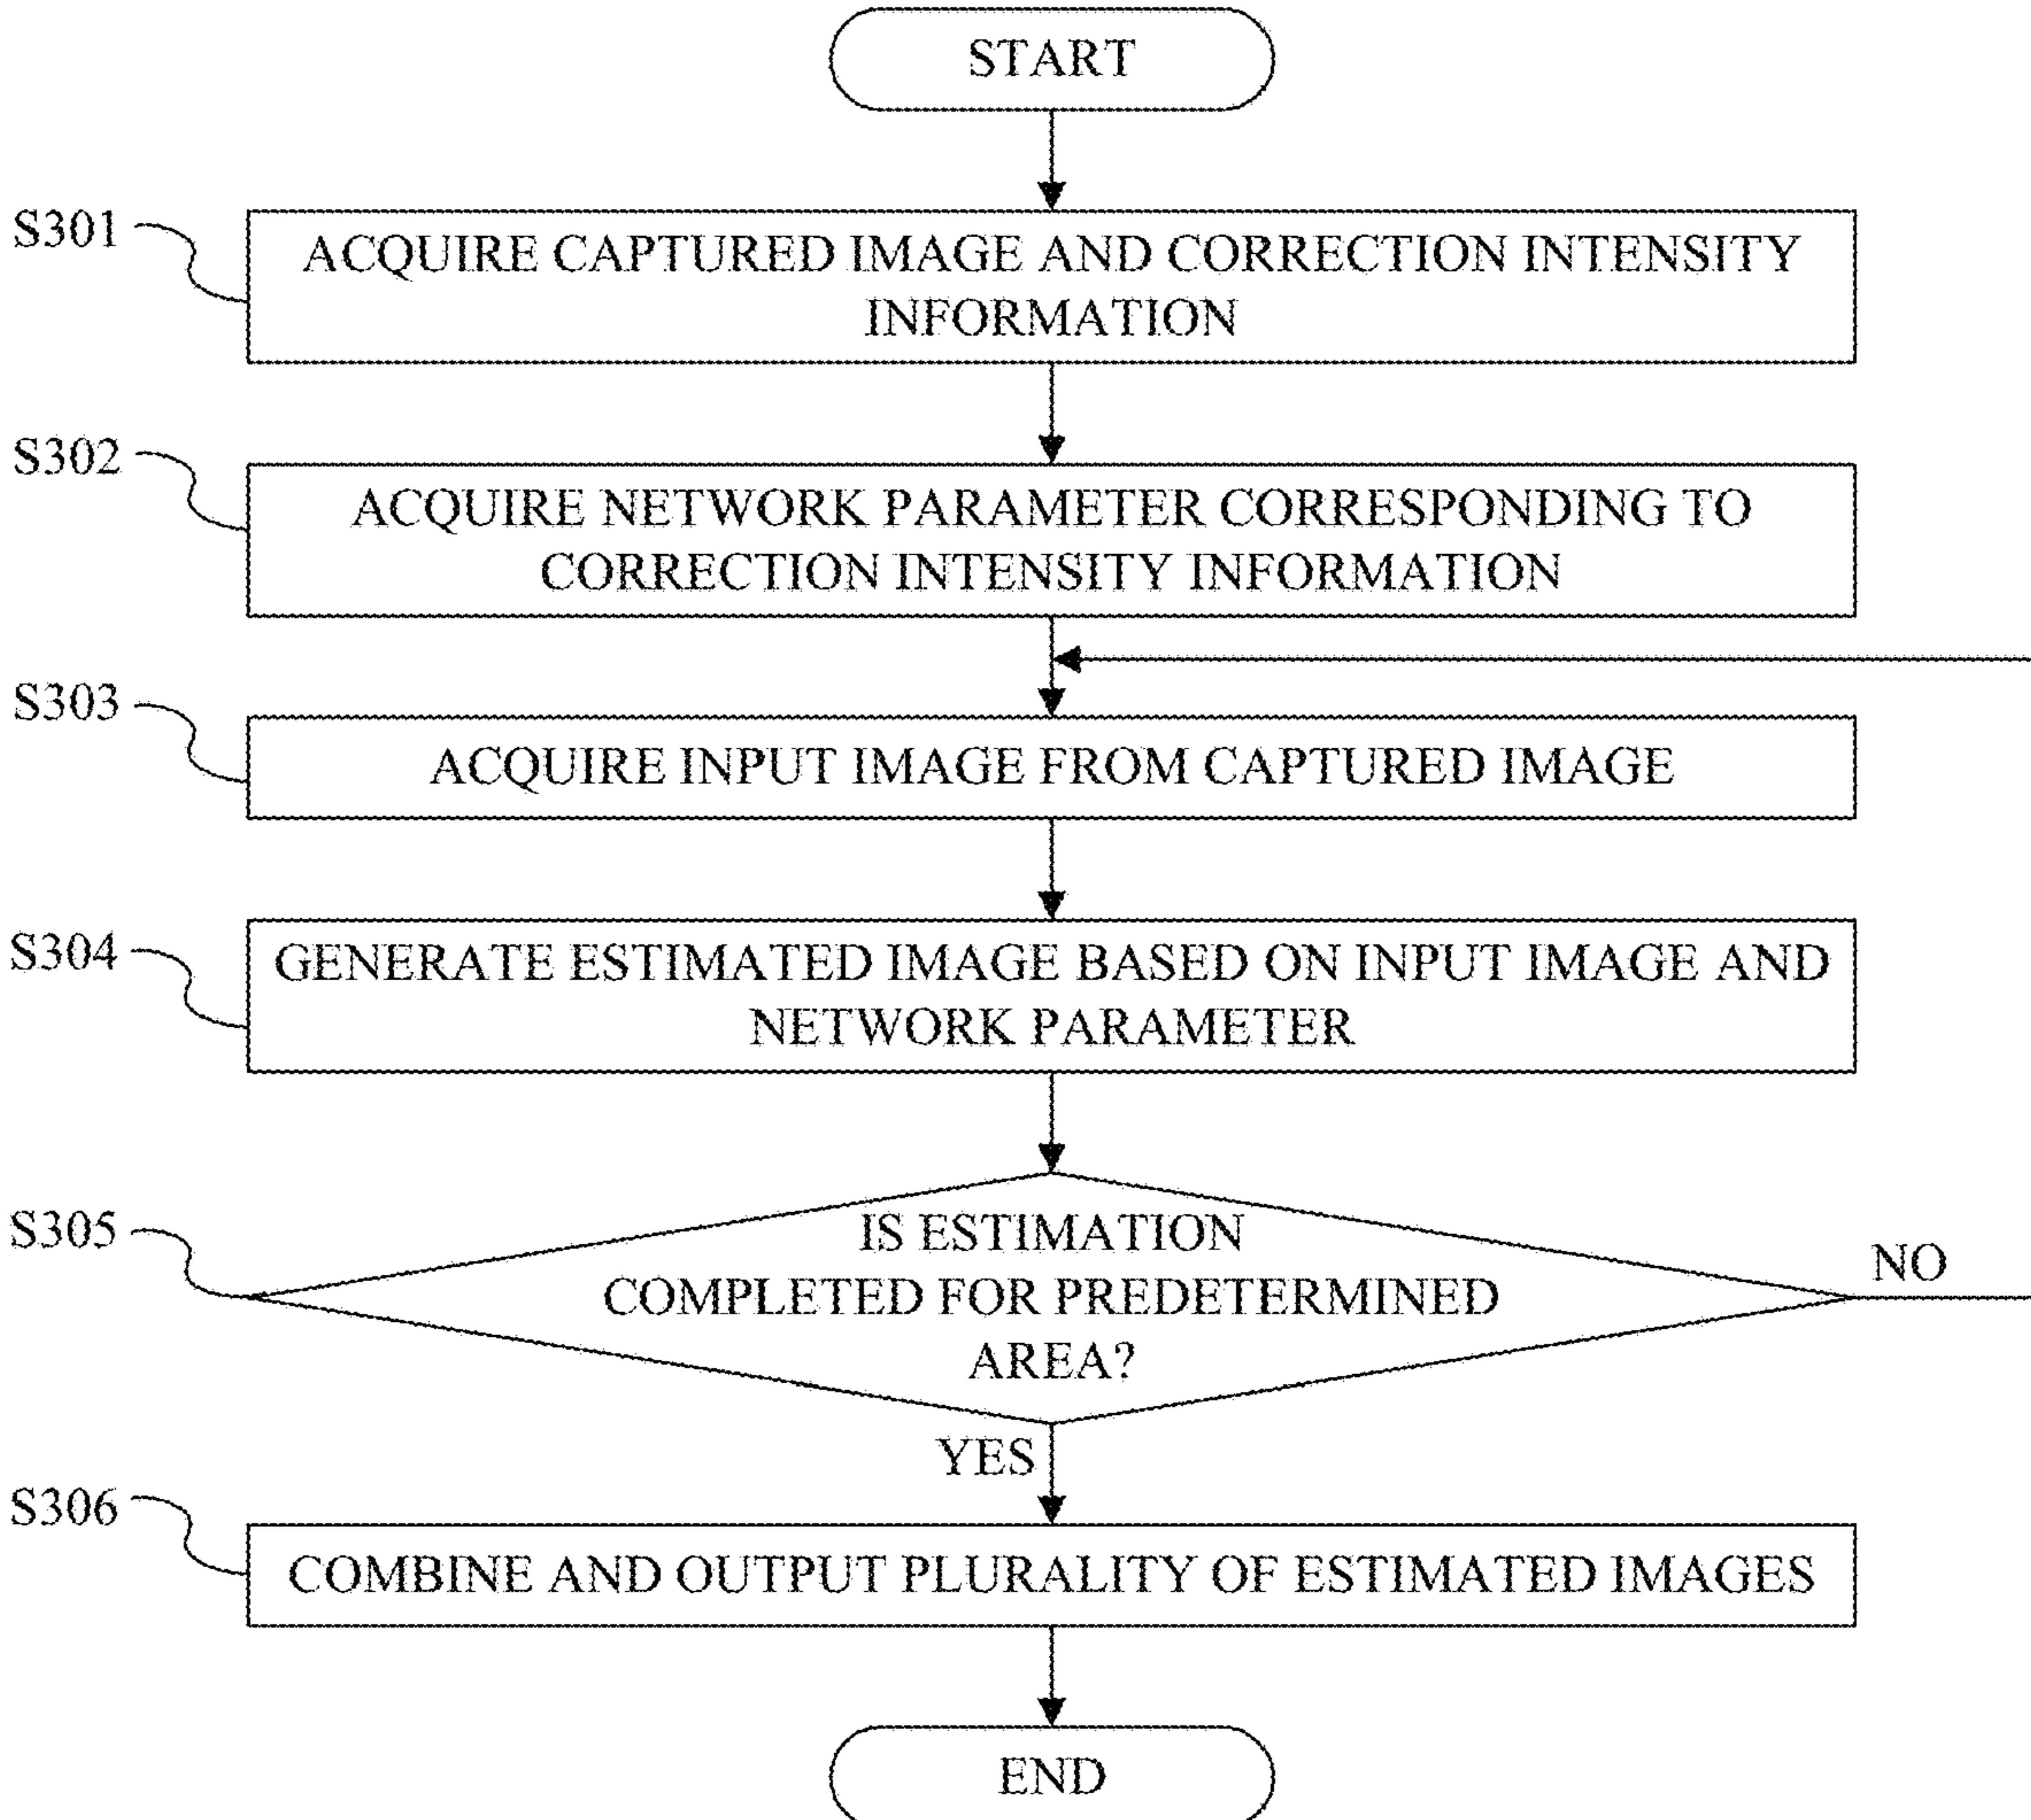 START
S301
ACQUIRE CAPTURED IMAGE AND CORRECTION INTENSITY
INFORMATION
S302
ACQUIRE NETWORK PARAMETER CORRESPONDING TO
CORRECTION INTENSITY INFORMATION
S303
ACQUIRE INPUT IMAGE FROM CAPTURED IMAGE
S304
GENERATE ESTIMATED IMAGE BASED ON INPUT IMAGE AND
NETWORK PARAMETER
S305
IS ESTIMATION
COMPLETED FOR PREDETERMINED
AREA?
NO
YES
S306
COMBINE AND OUTPUT PLURALITY OF ESTIMATED IMAGES
END